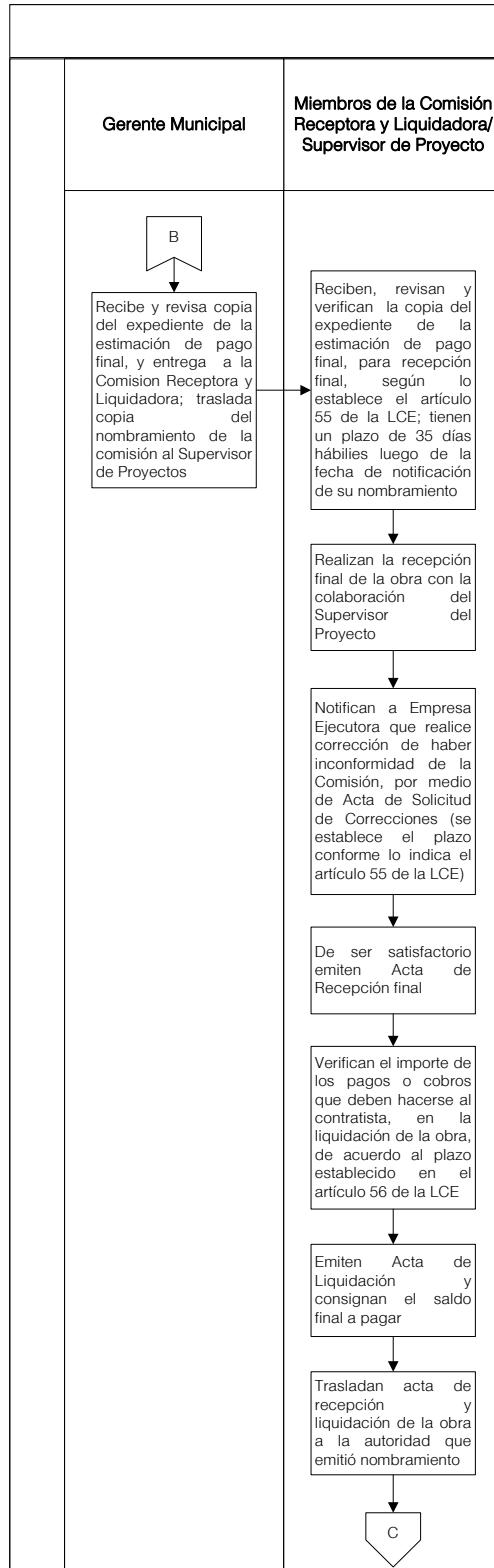 Gerente Municipal
Miembros de la Comisión
Receptora y Liquidadora/
Supervisor de Proyecto
B
Recibe y revisa copia
del expediente de la
estimación de pago
final, y entrega a la
Comision Receptora y
Liquidadora; traslada
copia del
nombramiento de la
comisión al Supervisor
de Proyectos
Reciben, revisan y
verifican la copia del
expediente de la
estimación de pago
final, para recepción
final, según lo
establece el artículo
55 de la LCE; tienen
un plazo de 35 días
hábilies luego de la
fecha de notificación
de su nombramiento
Realizan la recepción
final de la obra con la
colaboración del
Supervisor del
Proyecto
Notifican a Empresa
Ejecutora que realice
corrección de haber
inconformidad de la
Comisión, por medio
de Acta de Solicitud
de Correcciones (se
establece el plazo
conforme lo indica el
artículo 55 de la LCE)
De ser satisfactorio
emiten Acta de
Recepción final
Verifican el importe de
los pagos o cobros
que deben hacerse al
contratista, en la
liquidación de la obra,
de acuerdo al plazo
establecido en el
artículo 56 de la LCE
Emiten Acta de
Liquidación y
consignan el saldo
final a pagar
Trasladan acta de
recepción y
liquidación de la obra
a la autoridad que
emitió nombramiento
C